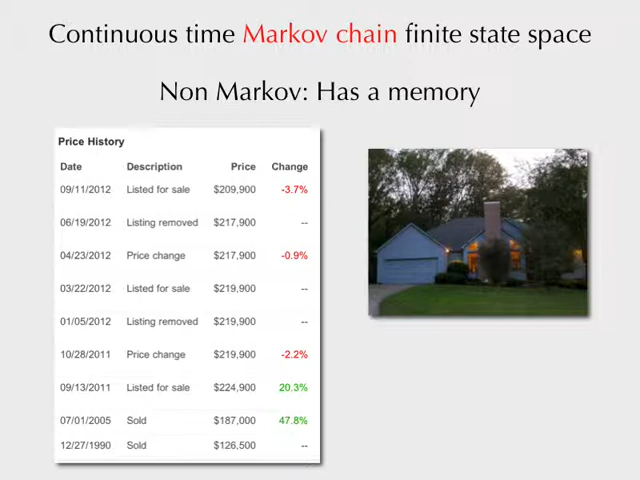 Continuous time Markov chain finite state space
Non Markov: Has a memory
Price History
Date Description Price Change
09/11/2012 Listed for sale $209,900 -3.7%
06/19/2012 Listing removed $217,900 --
04/23/2012 Price change $217,900 -0.9%
03/22/2012 Listed for sale $219,900 --
01/05/2012 Listing removed $219,900 --
10/28/2011 Price change $219,900 -2.2%
09/13/2011 Listed for sale $224,900 20.3%
07/01/2005 Sold $187,000 47.8%
12/27/1990 Sold $126,500 --